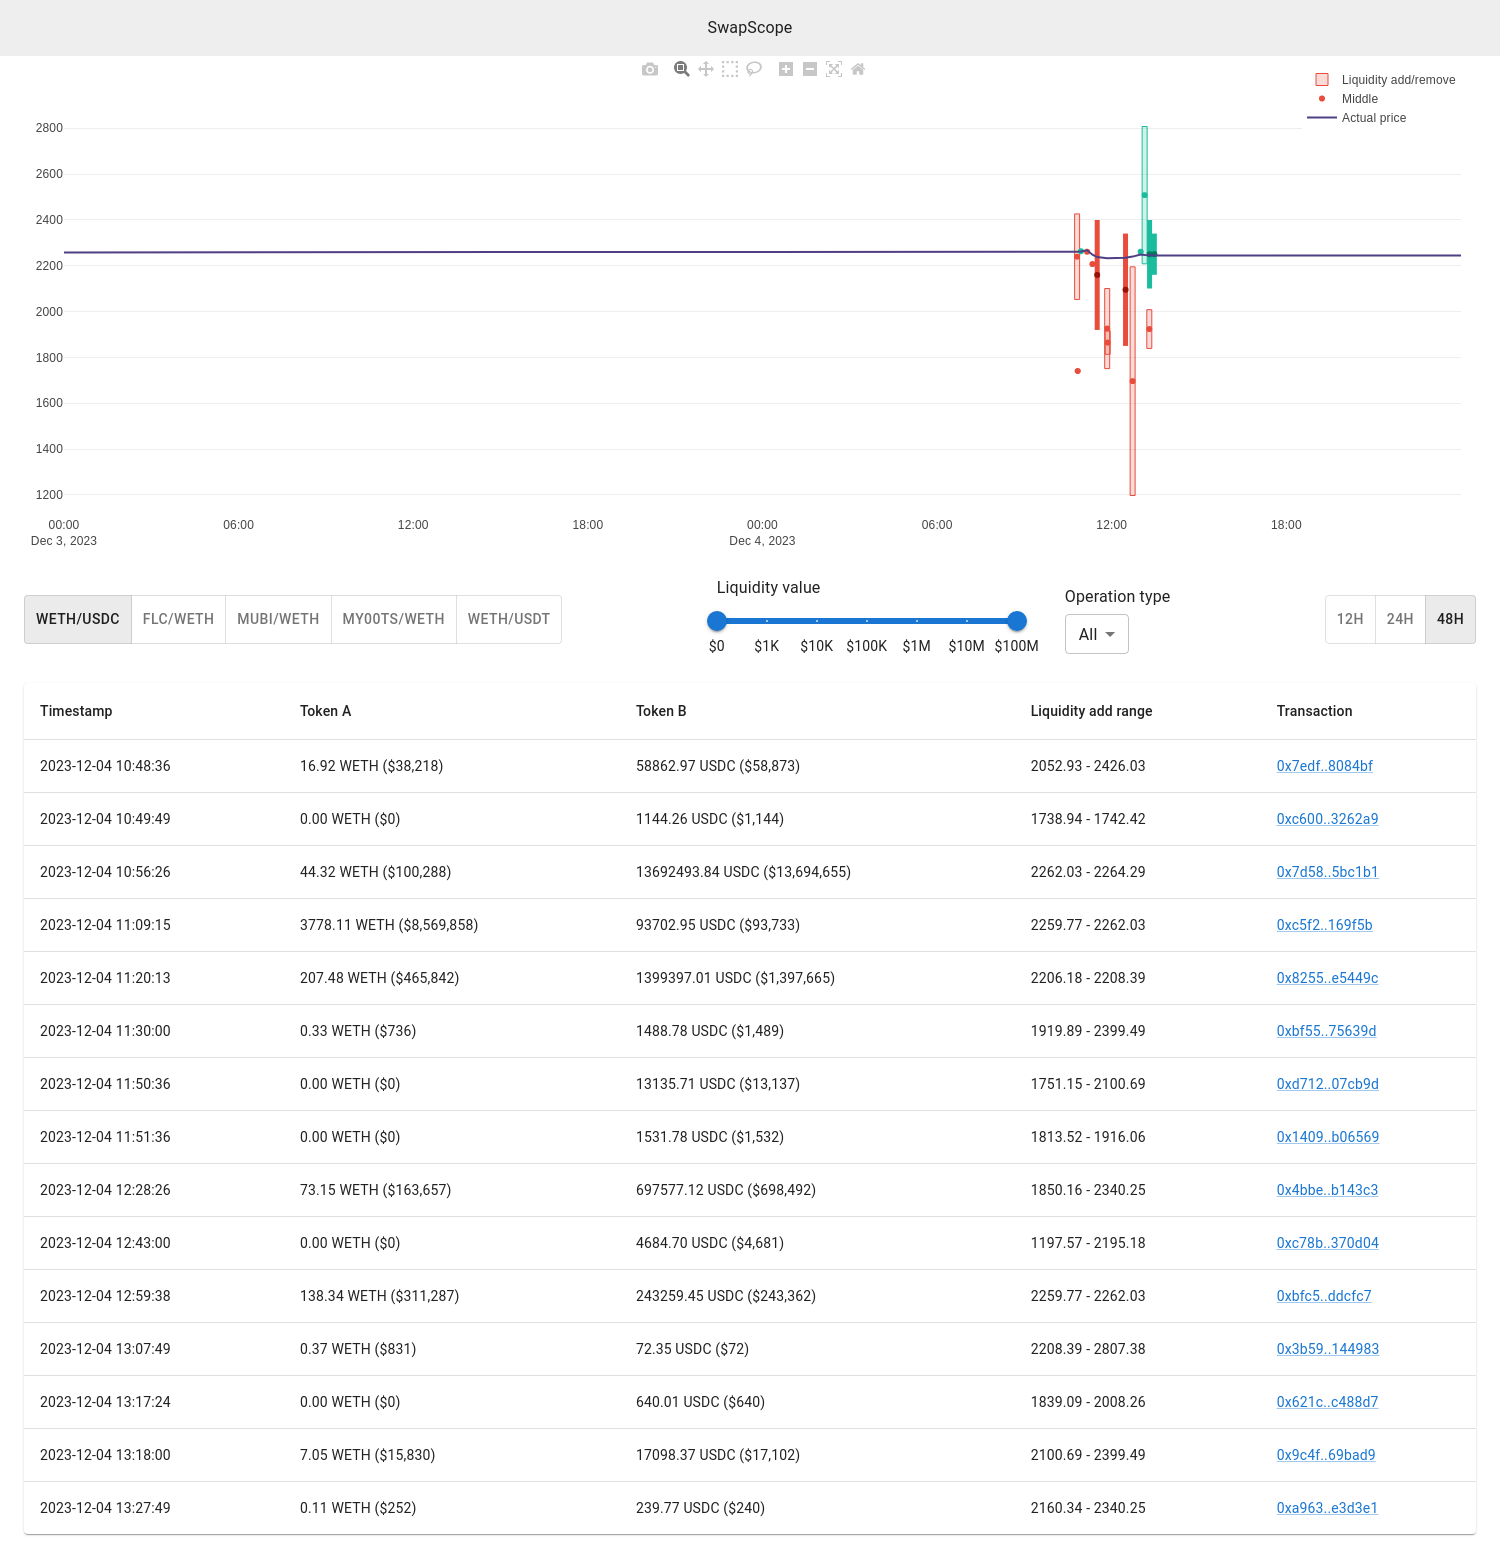 SwapScope
Liquidity add/remove
Middle
Actual price
2800
2600
2400
2200
2000
1800
1600
1400
1200
00:00 06:00 12:00 18:00 00:00 06:00 12:00 18:00
Dec 3, 2023 Dec 4, 2023
WETH/USDC FLC/WETH MUBI/WETH MY00TS/WETH WETH/USDT
Liquidity value
$0 $1K $10K $100K $1M $10M $100M
Operation type
All
12H 24H 48H
Timestamp Token A Token B Liquidity add range Transaction
2023-12-04 10:48:36 16.92 WETH ($38,218) 58862.97 USDC ($58,873) 2052.93 - 2426.03 0x7edf..8084bf
2023-12-04 10:49:49 0.00 WETH ($0) 1144.26 USDC ($1,144) 1738.94 - 1742.42 0xc600..3262a9
2023-12-04 10:56:26 44.32 WETH ($100,288) 13692493.84 USDC ($13,694,655) 2262.03 - 2264.29 0x7d58..5bc1b1
2023-12-04 11:09:15 3778.11 WETH ($8,569,858) 93702.95 USDC ($93,733) 2259.77 - 2262.03 0xc5f2..169f5b
2023-12-04 11:20:13 207.48 WETH ($465,842) 1399397.01 USDC ($1,397,665) 2206.18 - 2208.39 0x8255..e5449c
2023-12-04 11:30:00 0.33 WETH ($736) 1488.78 USDC ($1,489) 1919.89 - 2399.49 0xbf55..75639d
2023-12-04 11:50:36 0.00 WETH ($0) 13135.71 USDC ($13,137) 1751.15 - 2100.69 0xd712..07cb9d
2023-12-04 11:51:36 0.00 WETH ($0) 1531.78 USDC ($1,532) 1813.52 - 1916.06 0x1409..b06569
2023-12-04 12:28:26 73.15 WETH ($163,657) 697577.12 USDC ($698,492) 1850.16 - 2340.25 0x4bbe..b143c3
2023-12-04 12:43:00 0.00 WETH ($0) 4684.70 USDC ($4,681) 1197.57 - 2195.18 0xc78b..370d04
2023-12-04 12:59:38 138.34 WETH ($311,287) 243259.45 USDC ($243,362) 2259.77 - 2262.03 0xbfc5..ddcfc7
2023-12-04 13:07:49 0.37 WETH ($831) 72.35 USDC ($72) 2208.39 - 2807.38 0x3b59..144983
2023-12-04 13:17:24 0.00 WETH ($0) 640.01 USDC ($640) 1839.09 - 2008.26 0x621c..c488d7
2023-12-04 13:18:00 7.05 WETH ($15,830) 17098.37 USDC ($17,102) 2100.69 - 2399.49 0x9c4f..69bad9
2023-12-04 13:27:49 0.11 WETH ($252) 239.77 USDC ($240) 2160.34 - 2340.25 0xa963..e3d3e1